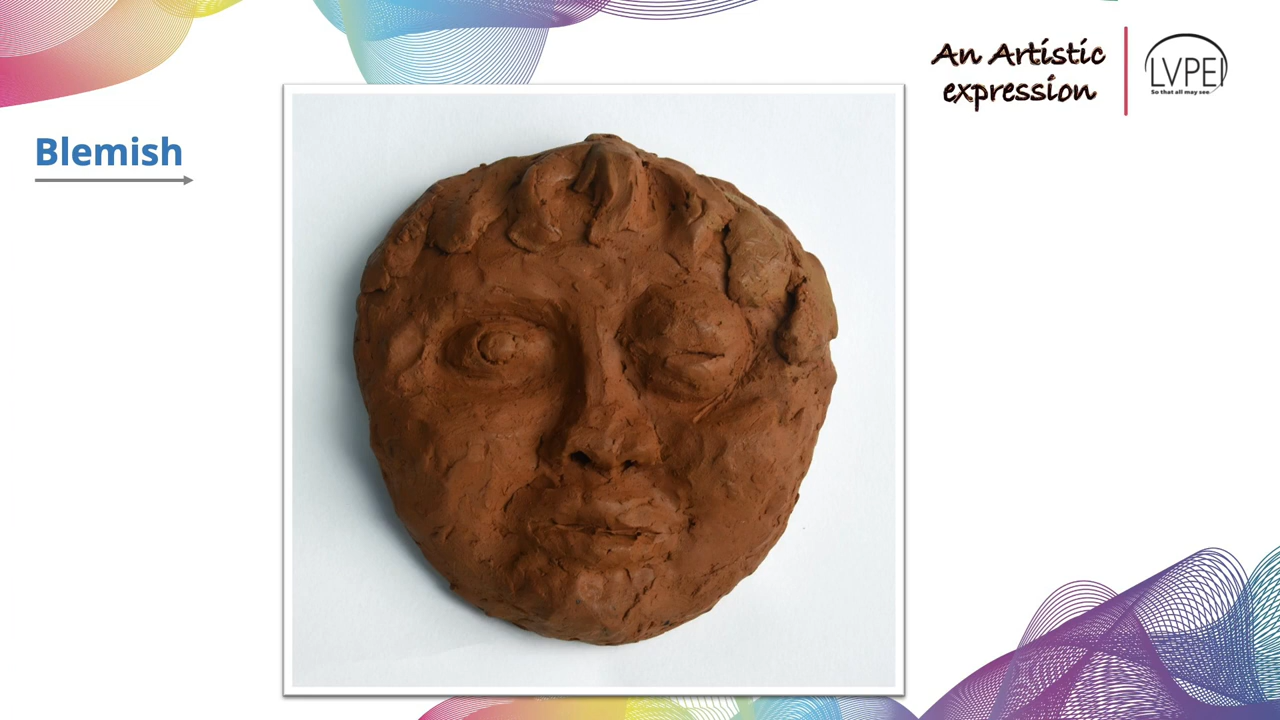 An Artistic
expression
LVPEI
So that all may see
Blemish